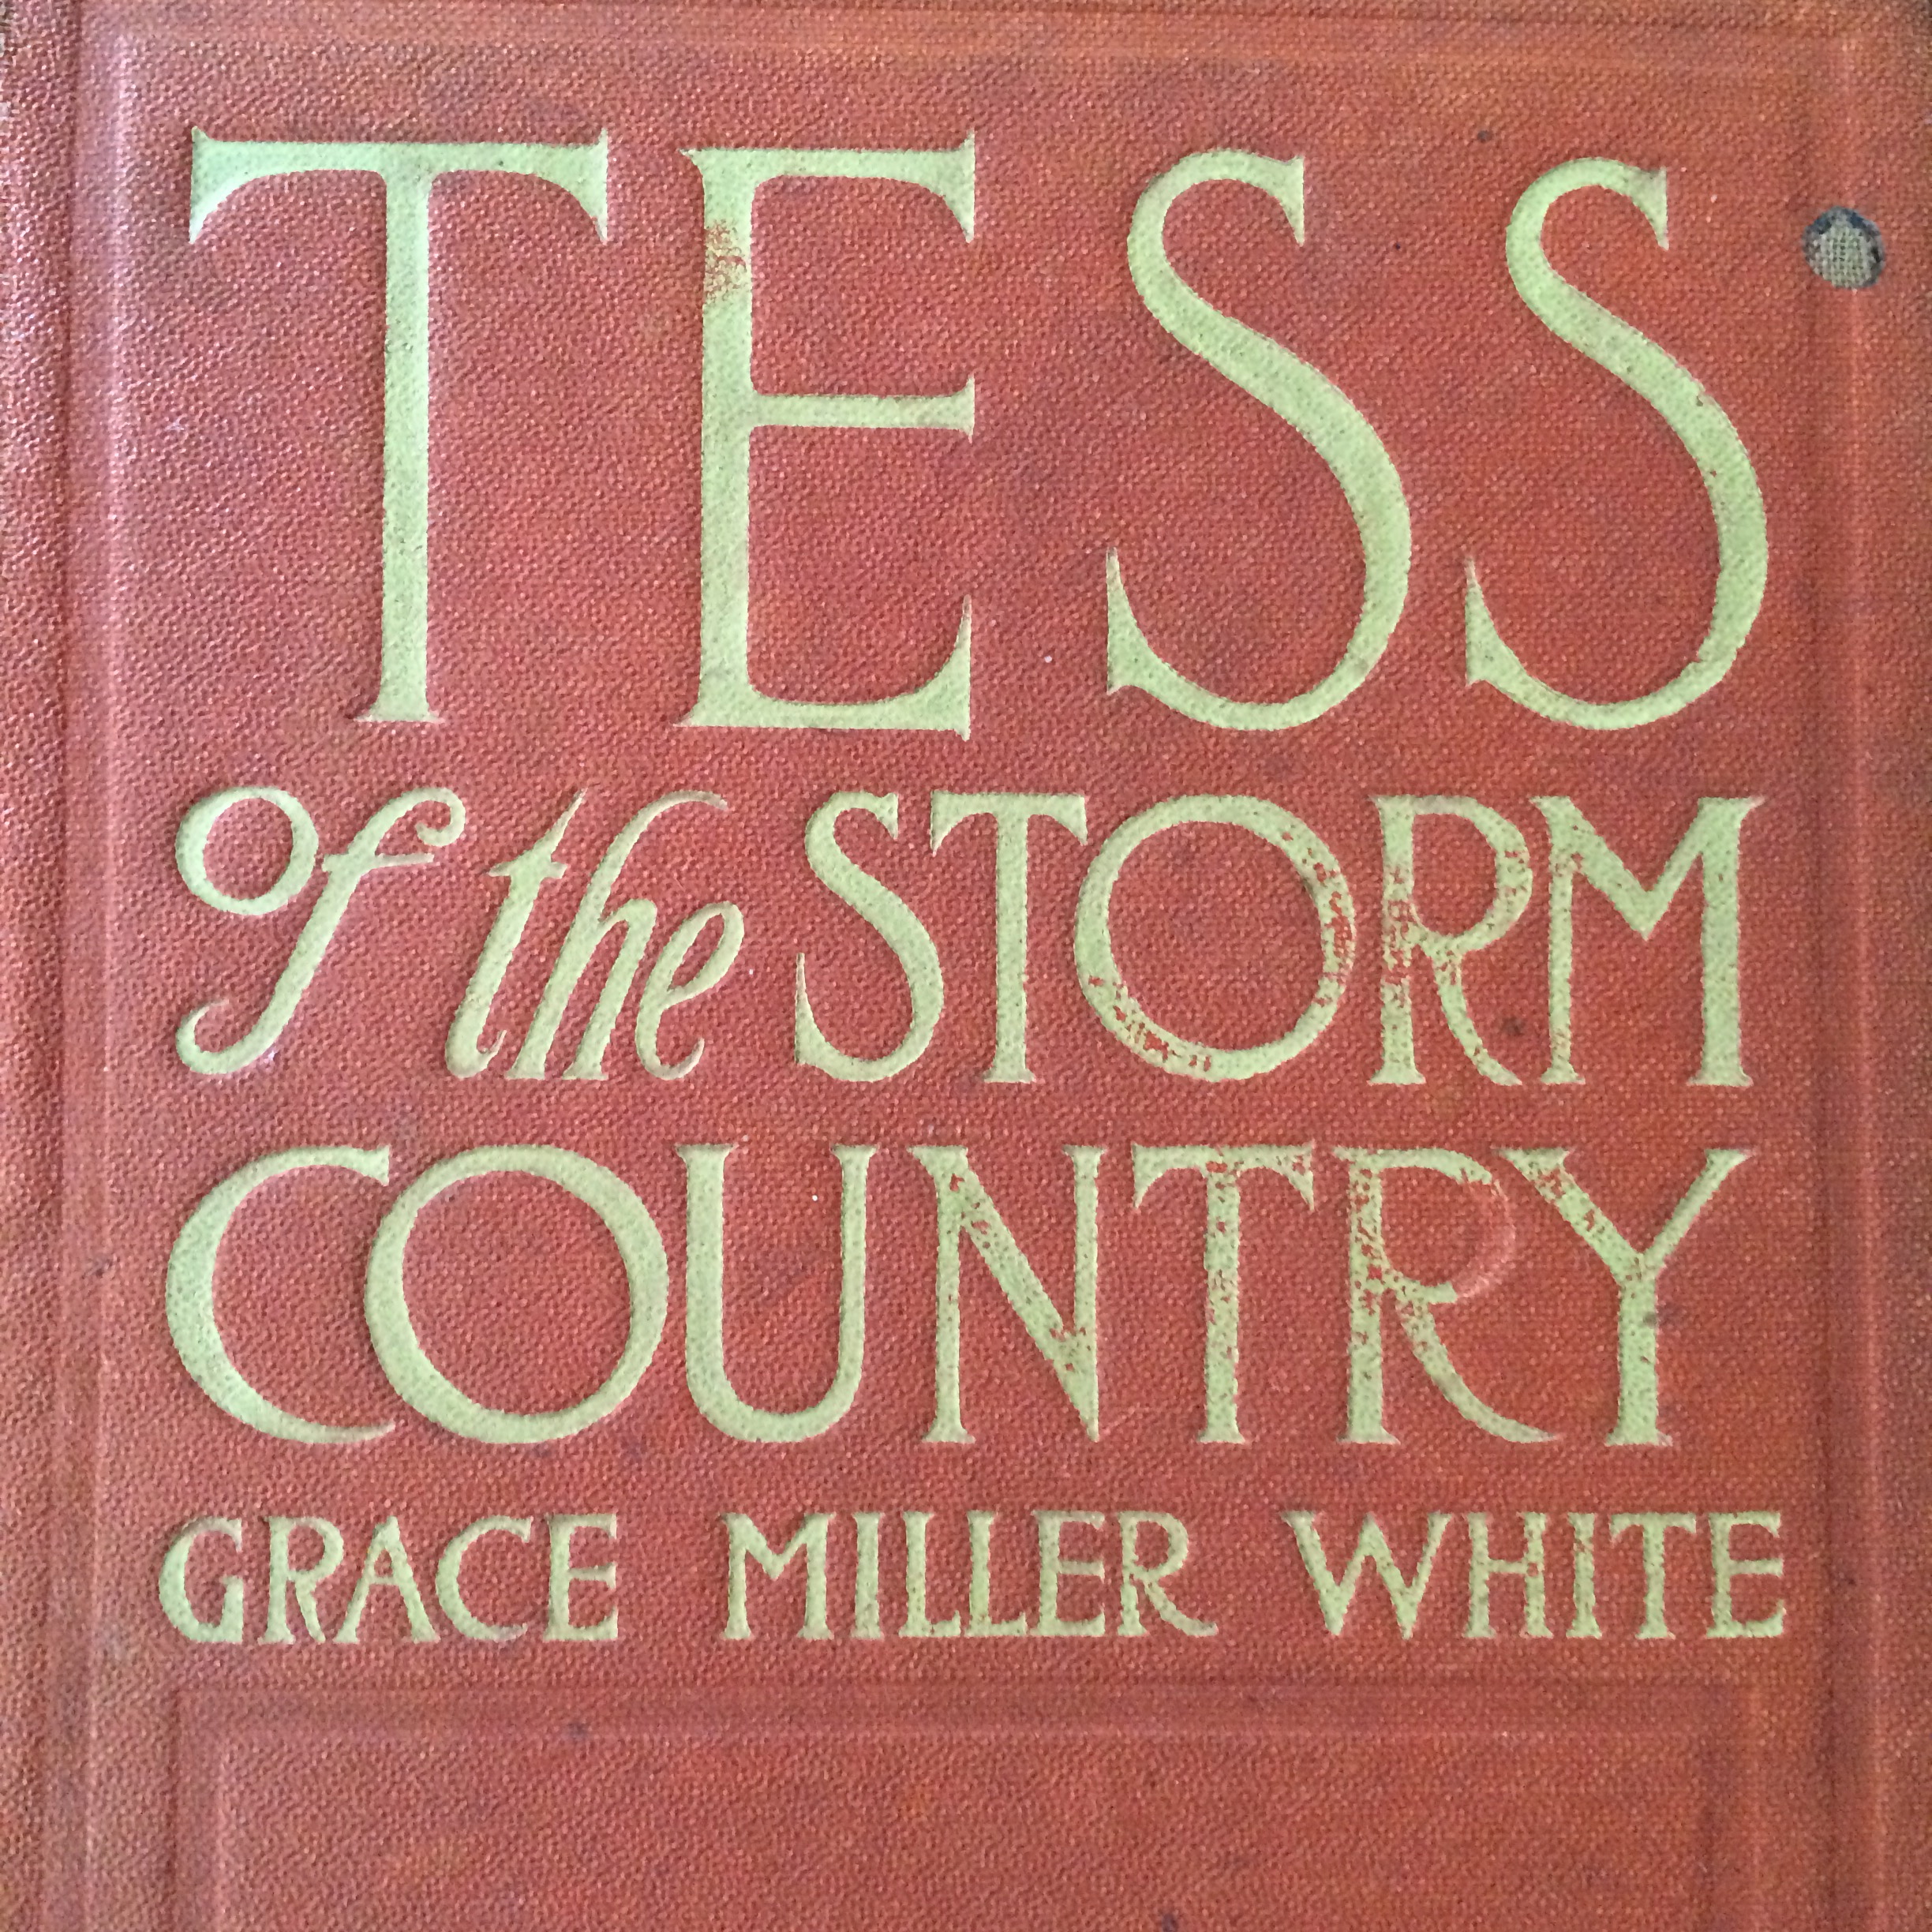 TESS
of the STORM
COUNTRY
GRACE MILLER WHITE